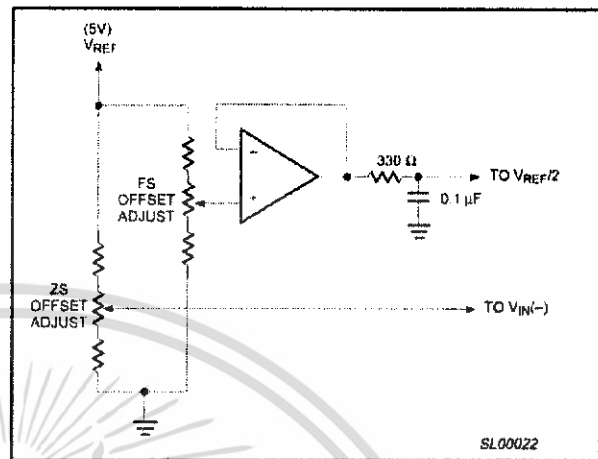 (5V)
VREF
FS
OFFSET
ADJUST
−
+
330 Ω
TO VREF/2
0.1 µF
ZS
OFFSET
ADJUST
TO VIN(–)
SL00022